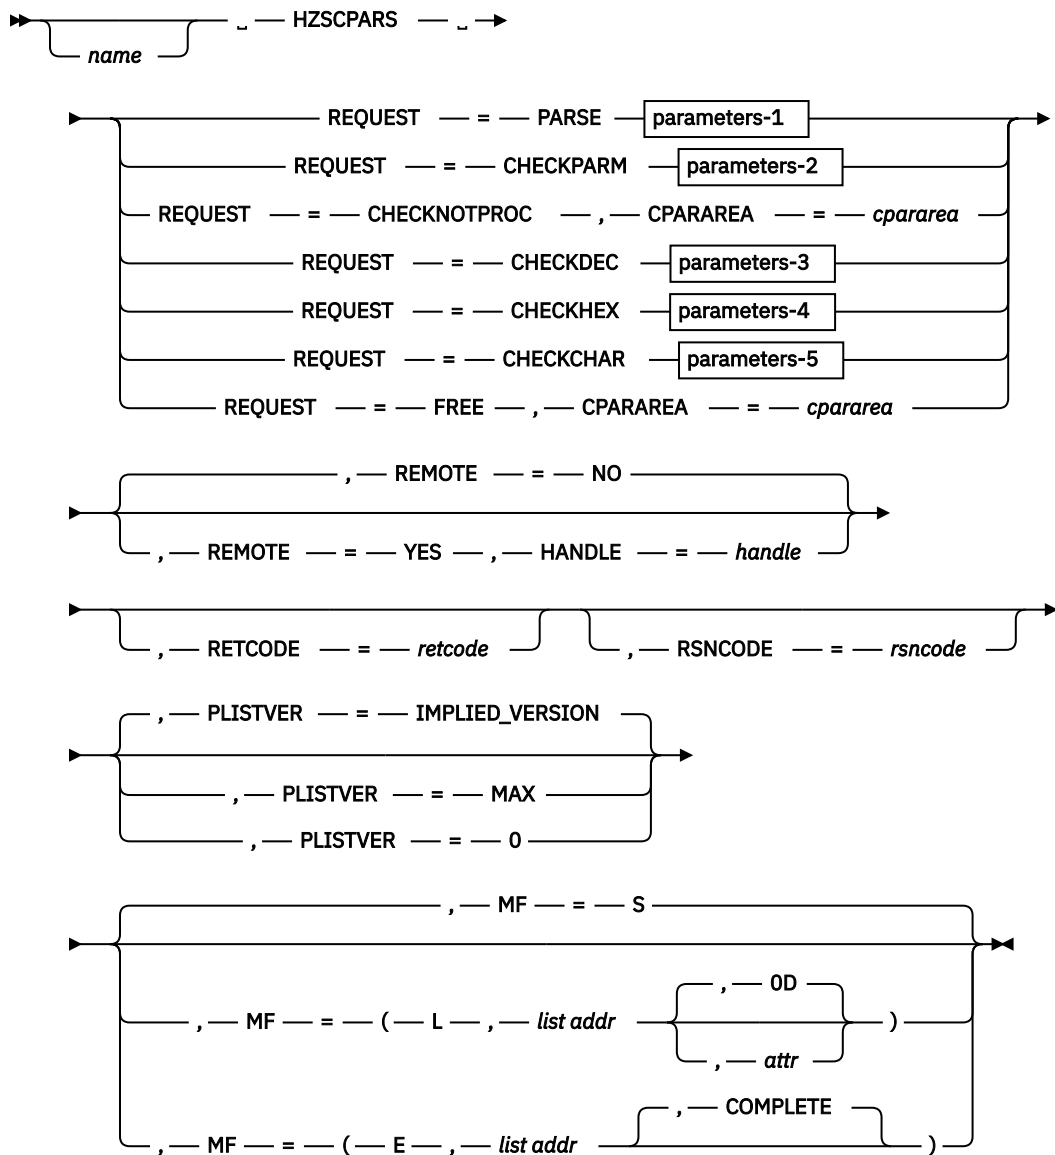 ␣ HZSCPARS ␣
name
REQUEST = PARSE parameters-1
REQUEST = CHECKPARM parameters-2
REQUEST = CHECKNOTPROC , CPARAREA = cpararea
REQUEST = CHECKDEC parameters-3
REQUEST = CHECKHEX parameters-4
REQUEST = CHECKCHAR parameters-5
REQUEST = FREE , CPARAREA = cpararea
, REMOTE = NO
, REMOTE = YES , HANDLE = handle
, RETCODE = retcode , RSNCODE = rsncode
, PLISTVER = IMPLIED_VERSION
, PLISTVER = MAX
, PLISTVER = 0
, MF = S
, 0D
, MF = ( L , list addr )
, attr
, COMPLETE
, MF = ( E , list addr )